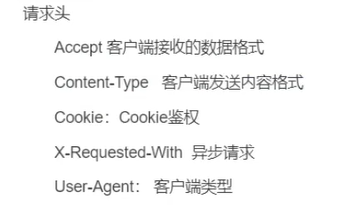 请求头
Accept 客户端接收的数据格式
Content-Type 客户端发送内容格式
Cookie：Cookie鉴权
X-Requested-With 异步请求
User-Agent： 客户端类型